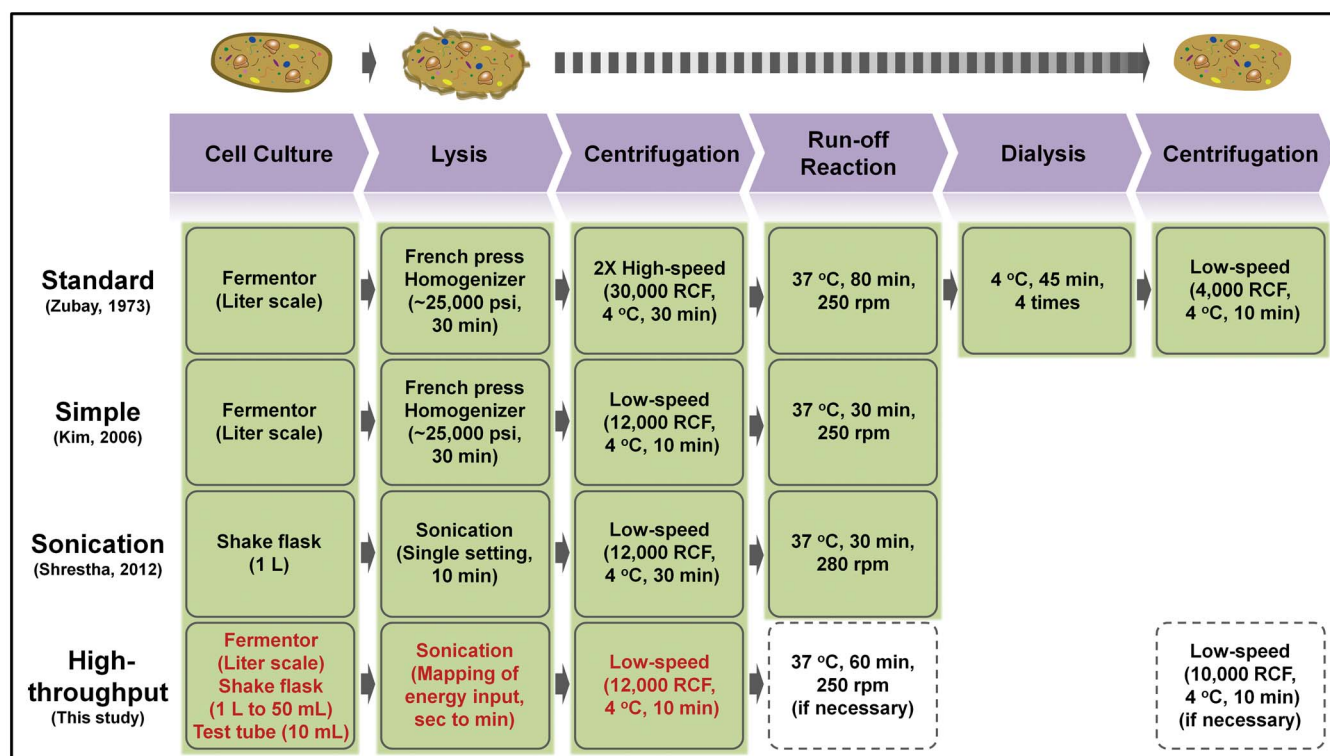 Cell Culture
Lysis
Centrifugation
Run-off
Reaction
Dialysis
Centrifugation
Standard
(Zubay, 1973)
Fermentor
(Liter scale)
French press
Homogenizer
(~25,000 psi,
30 min)
2X High-speed
(30,000 RCF,
4 °C, 30 min)
37 °C, 80 min,
250 rpm
4 °C, 45 min,
4 times
Low-speed
(4,000 RCF,
4 °C, 10 min)
Simple
(Kim, 2006)
Fermentor
(Liter scale)
French press
Homogenizer
(~25,000 psi,
30 min)
Low-speed
(12,000 RCF,
4 °C, 10 min)
37 °C, 30 min,
250 rpm
Sonication
(Shrestha, 2012)
Shake flask
(1 L)
Sonication
(Single setting,
10 min)
Low-speed
(12,000 RCF,
4 °C, 30 min)
37 °C, 30 min,
280 rpm
High-
throughput
(This study)
Fermentor
(Liter scale)
Shake flask
(1 L to 50 mL)
Test tube (10 mL)
Sonication
(Mapping of
energy input,
sec to min)
Low-speed
(12,000 RCF,
4 °C, 10 min)
37 °C, 60 min,
250 rpm
(if necessary)
Low-speed
(10,000 RCF,
4 °C, 10 min)
(if necessary)